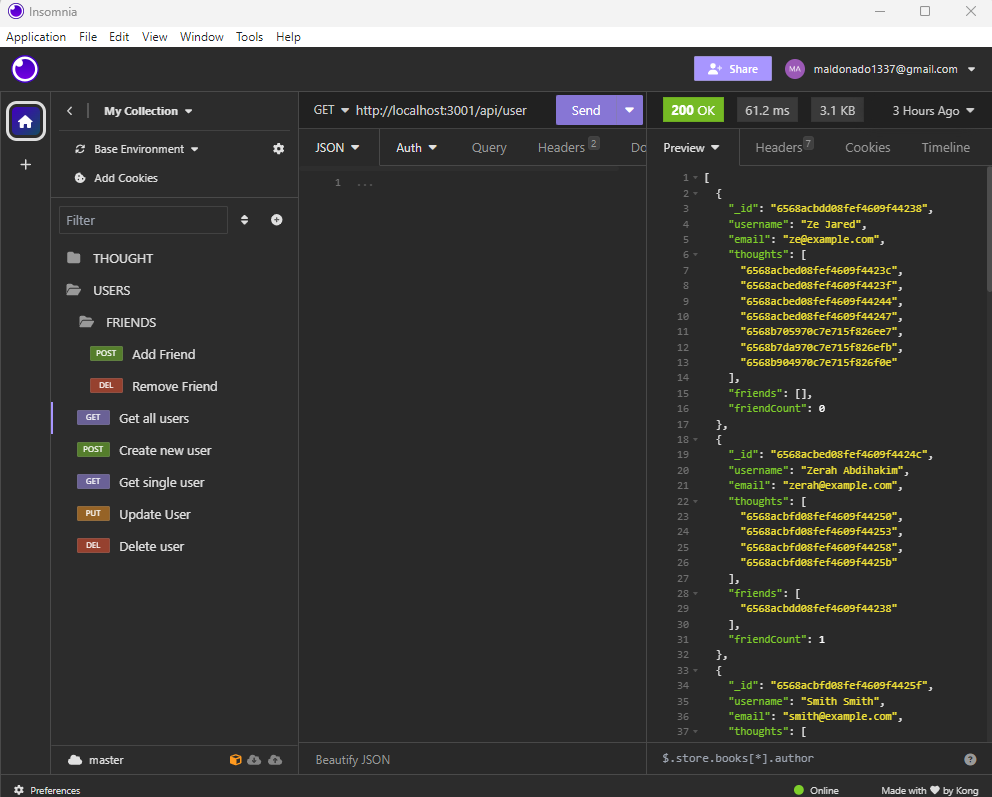 Insomnia
Application File Edit View Window Tools Help
Share
MA
maldonado1337@gmail.com
My Collection
Base Environment
Add Cookies
Filter
THOUGHT
USERS
FRIENDS
POST Add Friend
DEL Remove Friend
GET Get all users
POST Create new user
GET Get single user
PUT Update User
DEL Delete user
master
Preferences
GET http://localhost:3001/api/user Send
JSON Auth Query Headers 2 Do
1 ...
Beautify JSON
200 OK 61.2 ms 3.1 KB 3 Hours Ago
Preview Headers 7 Cookies Timeline
1 [
2 {
3 "_id": "6568acbdd08fef4609f44238",
4 "username": "Ze Jared",
5 "email": "ze@example.com",
6 "thoughts": [
7 "6568acbed08fef4609f4423c",
8 "6568acbed08fef4609f4423f",
9 "6568acbed08fef4609f44244",
10 "6568acbed08fef4609f44247",
11 "6568b705970c7e715f826ee7",
12 "6568b7da970c7e715f826efb",
13 "6568b904970c7e715f826f0e"
14 ],
15 "friends": [],
16 "friendCount": 0
17 },
18 {
19 "_id": "6568acbed08fef4609f4424c",
20 "username": "Zerah Abdihakim",
21 "email": "zerah@example.com",
22 "thoughts": [
23 "6568acbfd08fef4609f44250",
24 "6568acbfd08fef4609f44253",
25 "6568acbfd08fef4609f44258",
26 "6568acbfd08fef4609f4425b"
27 ],
28 "friends": [
29 "6568acbdd08fef4609f44238"
30 ],
31 "friendCount": 1
32 },
33 {
34 "_id": "6568acbfd08fef4609f4425f",
35 "username": "Smith Smith",
36 "email": "smith@example.com",
37 "thoughts": [
$.store.books[*].author
Online
Made with ♥ by Kong